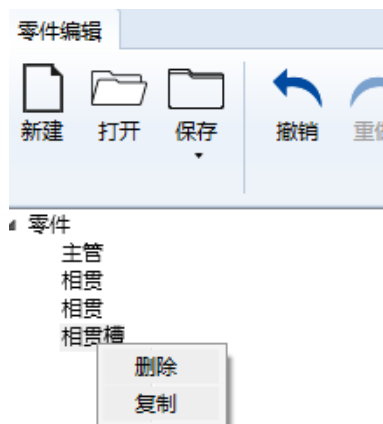 零件编辑
新建 打开 保存 撤销
零件
主管
相贯
相贯
相贯槽
删除
复制